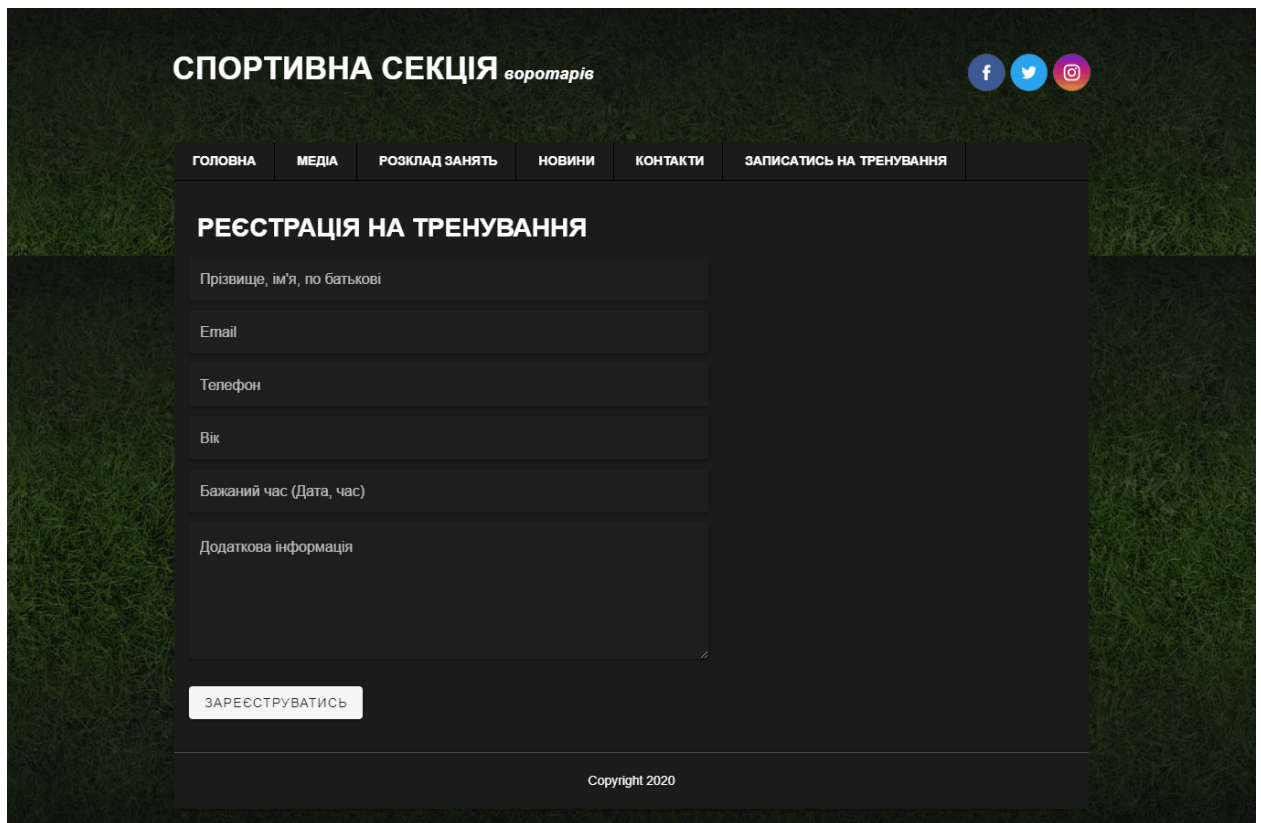 СПОРТИВНА СЕКЦІЯ воротарів
ГОЛОВНА МЕДІА РОЗКЛАД ЗАНЯТЬ НОВИНИ КОНТАКТИ ЗАПИСАТИСЬ НА ТРЕНУВАННЯ
РЕЄСТРАЦІЯ НА ТРЕНУВАННЯ
Прізвище, ім'я, по батькові
Email
Телефон
Вік
Бажаний час (Дата, час)
Додаткова інформація
ЗАРЕЄСТРУВАТИСЬ
Copyright 2020